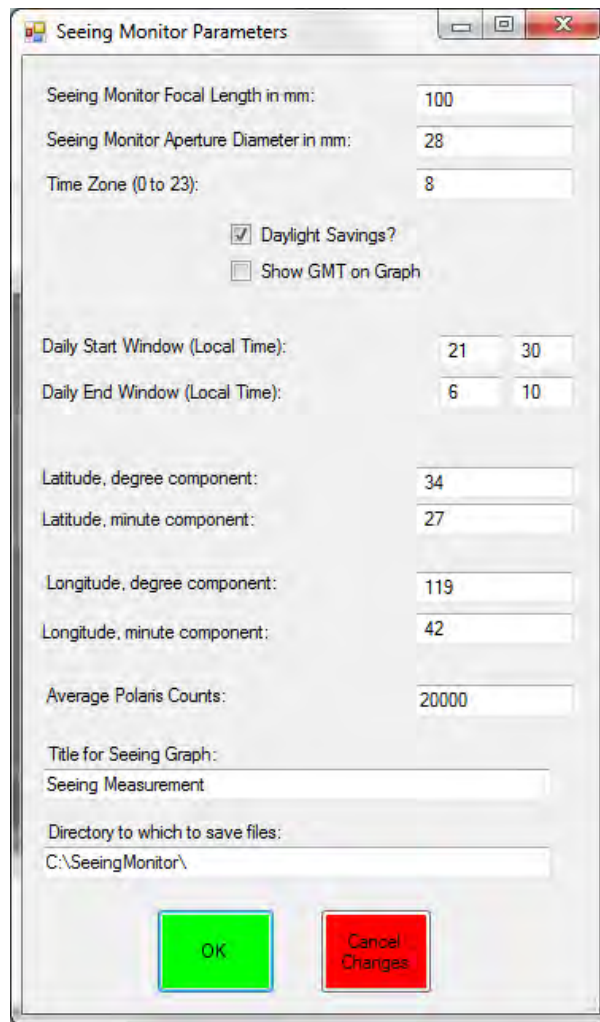 Seeing Monitor Parameters
Seeing Monitor Focal Length in mm: 100
Seeing Monitor Aperture Diameter in mm: 28
Time Zone (0 to 23): 8
Daylight Savings?
Show GMT on Graph
Daily Start Window (Local Time): 21 30
Daily End Window (Local Time): 6 10
Latitude, degree component: 34
Latitude, minute component: 27
Longitude, degree component: 119
Longitude, minute component: 42
Average Polaris Counts: 20000
Title for Seeing Graph:
Seeing Measurement
Directory to which to save files:
C:\SeeingMonitor\
OK
Cancel
Changes